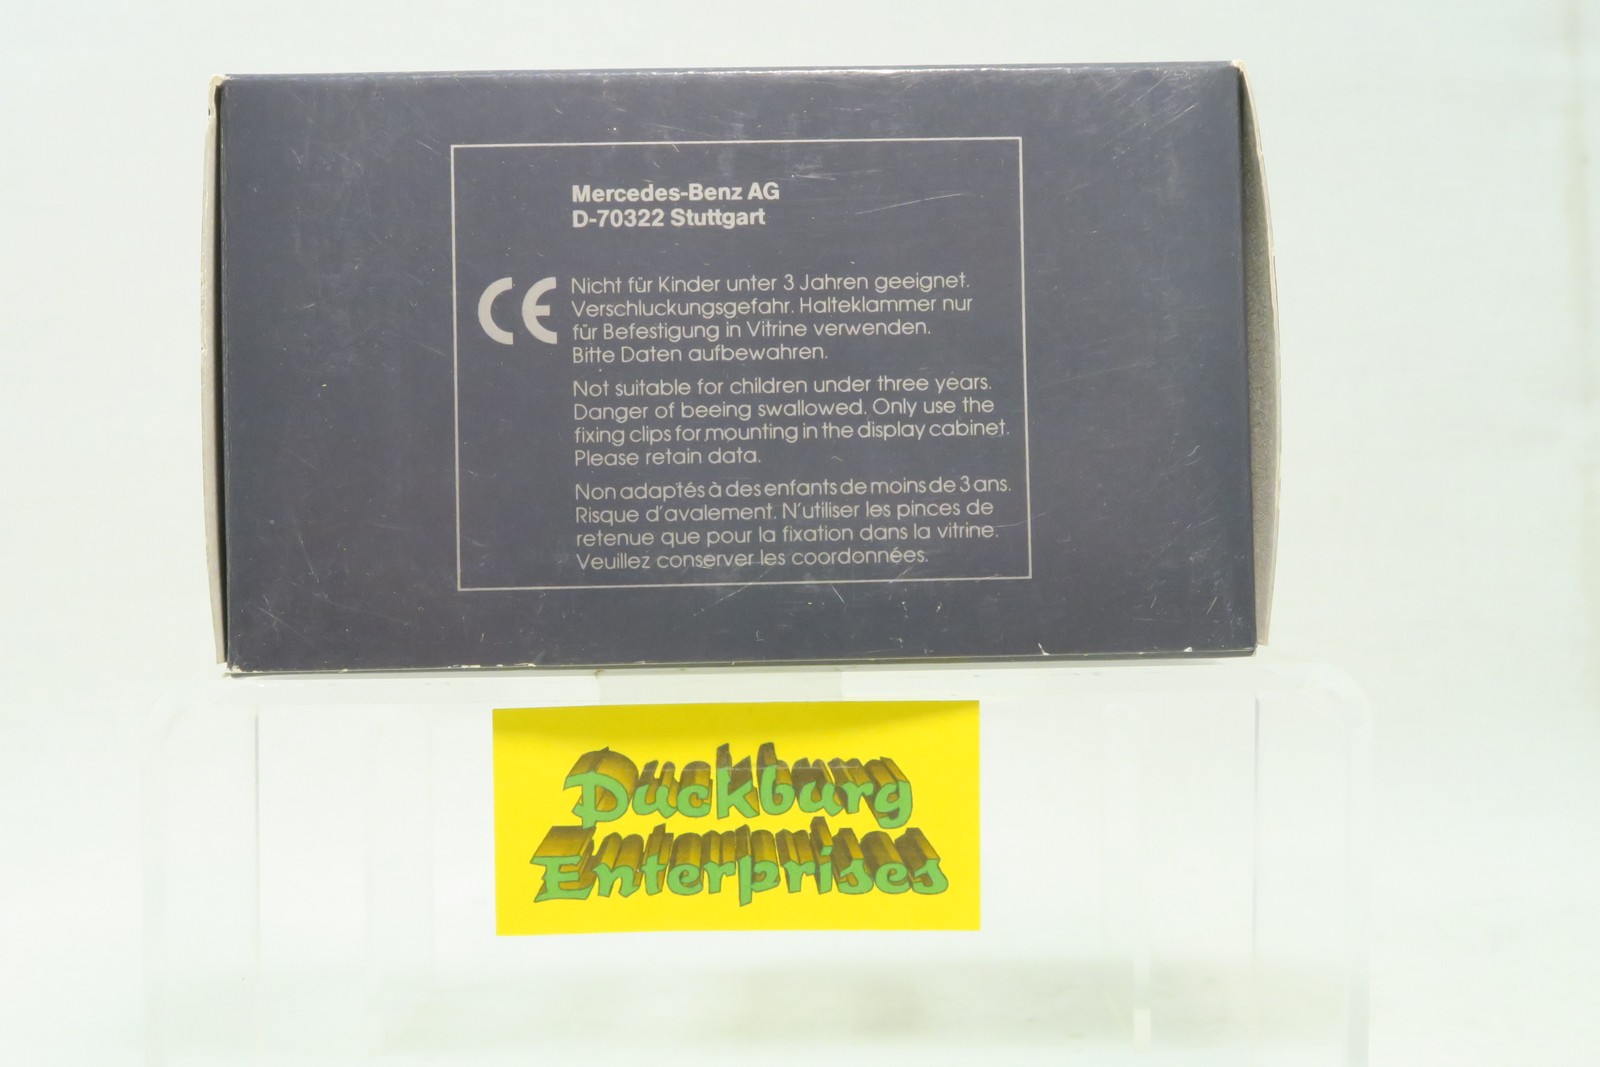 Mercedes-Benz AG
D-70322 Stuttgart
CE
Nicht für Kinder unter 3 Jahren geeignet.
Verschluckungsgefahr. Halteklammer nur
für Befestigung in Vitrine verwenden.
Bitte Daten aufbewahren.
Not suitable for children under three years.
Danger of beeing swallowed. Only use the
fixing clips for mounting in the display cabinet.
Please retain data.
Non adaptés à des enfants de moins de 3 ans.
Risque d'avalement. N'utiliser les pinces de
retenue que pour la fixation dans la vitrine.
Veuillez conserver les coordonnées.
Duckburg
Enterprises